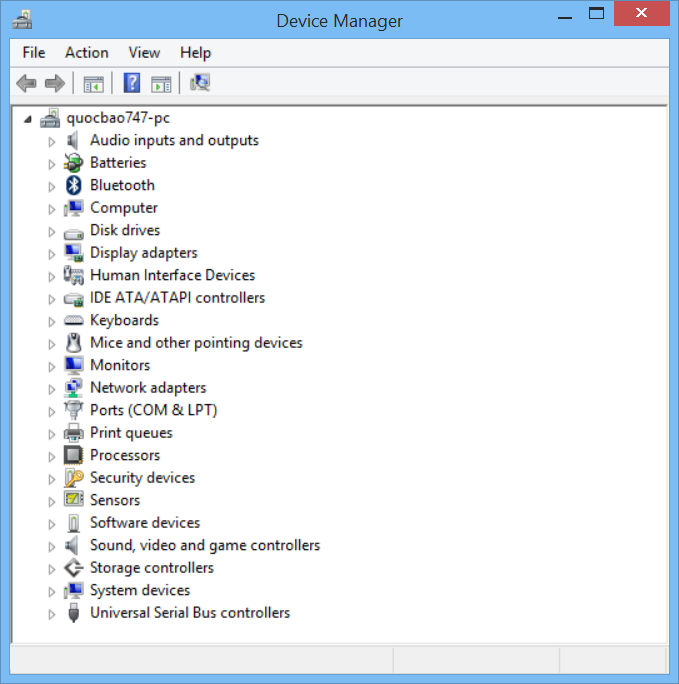 Device Manager
File Action View Help
?
quocbao747-pc
Audio inputs and outputs
Batteries
Bluetooth
Computer
Disk drives
Display adapters
Human Interface Devices
IDE ATA/ATAPI controllers
Keyboards
Mice and other pointing devices
Monitors
Network adapters
Ports (COM & LPT)
Print queues
Processors
Security devices
Sensors
Software devices
Sound, video and game controllers
Storage controllers
System devices
Universal Serial Bus controllers